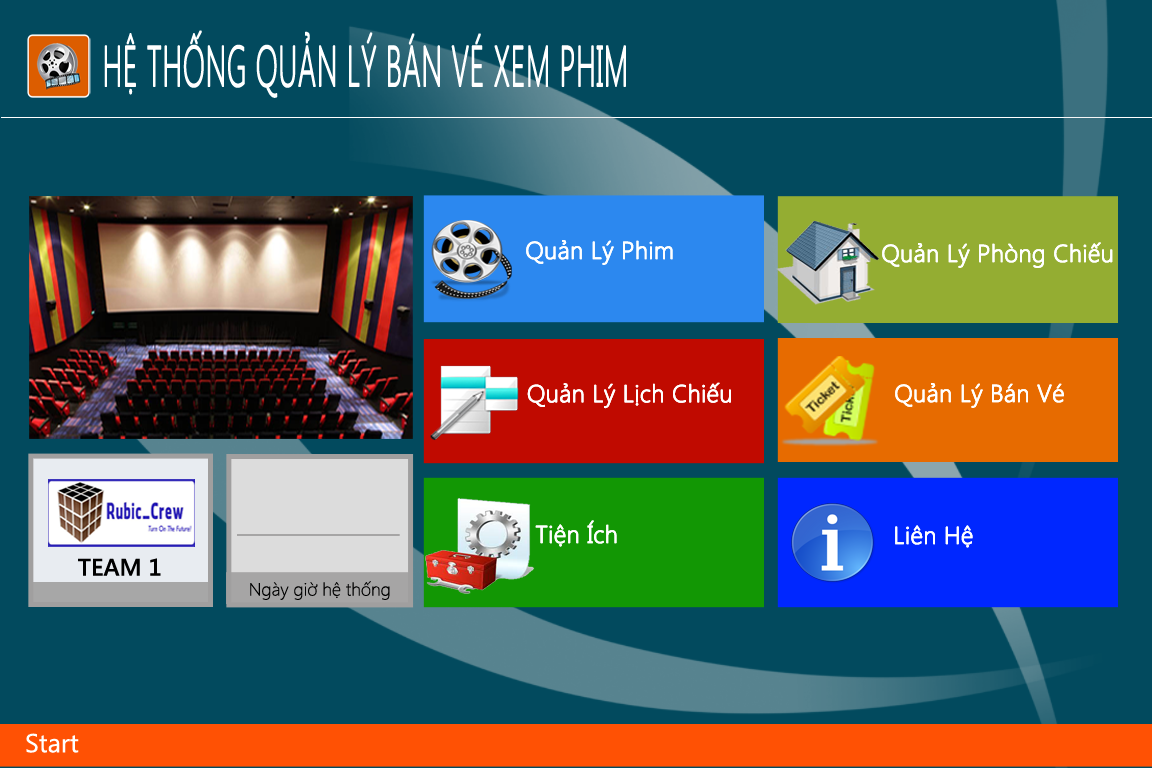 HỆ THỐNG QUẢN LÝ BÁN VÉ XEM PHIM
Quản Lý Phim
Quản Lý Phòng Chiếu
Quản Lý Lịch Chiếu
Ticket
Ticket
Quản Lý Bán Vé
Rubic_Crew
Turn On The Future!
TEAM 1
Ngày giờ hệ thống
Tiện Ích
Liên Hệ
Start